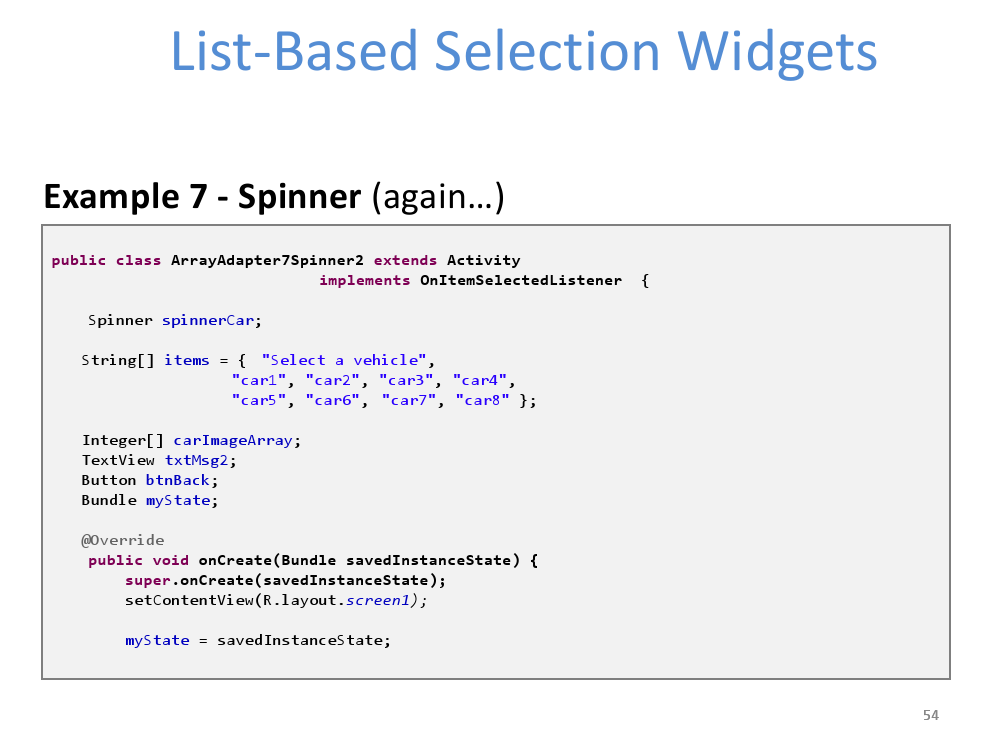 List-Based Selection Widgets
Example 7 - Spinner (again…)
public class ArrayAdapter7Spinner2 extends Activity
implements OnItemSelectedListener {
Spinner spinnerCar;
String[] items = { "Select a vehicle",
"car1", "car2", "car3", "car4",
"car5", "car6", "car7", "car8" };
Integer[] carImageArray;
TextView txtMsg2;
Button btnBack;
Bundle myState;
@Override
public void onCreate(Bundle savedInstanceState) {
super.onCreate(savedInstanceState);
setContentView(R.layout.screen1);
myState = savedInstanceState;
54